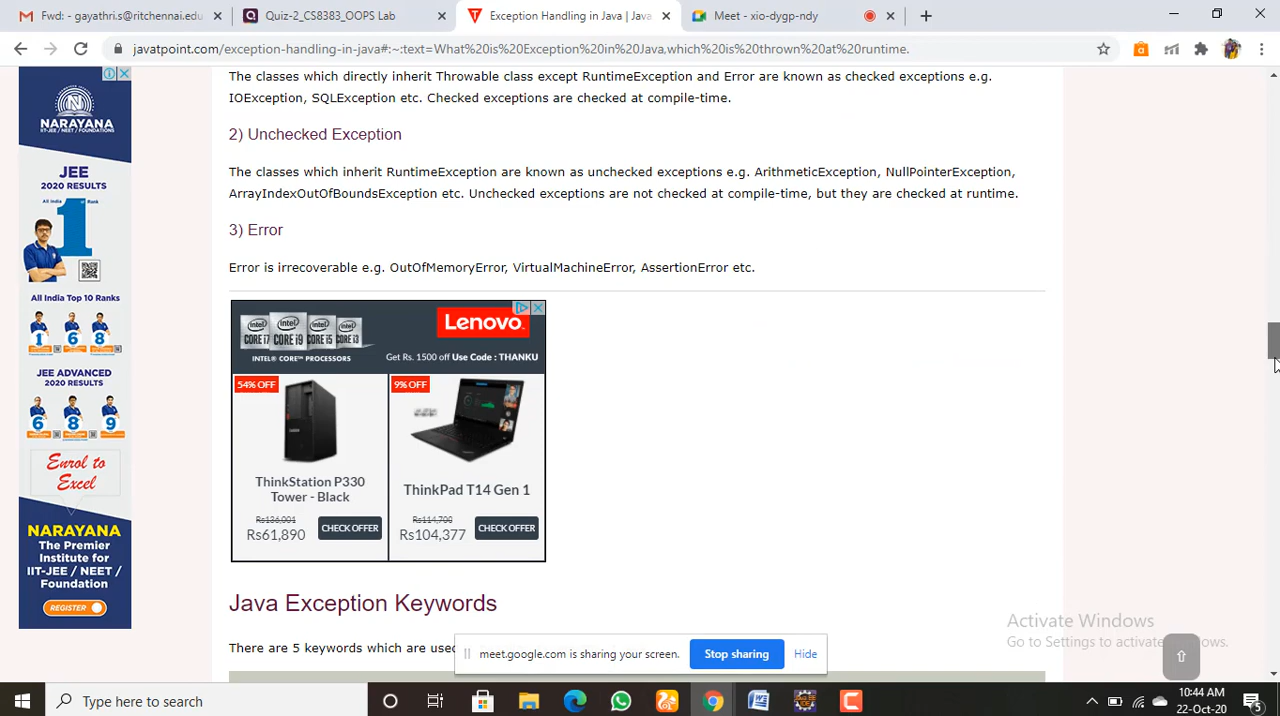 Fwd: - gayathri.s@ritchennai.ed
Quiz-2_CS8383_OOPS Lab
Exception Handling in Java | Java
Meet - xio-dygp-ndy
javatpoint.com/exception-handling-in-java#:~:text=What%20is%20Exception%20in%20Java,which%20is%20thrown%20at%20runtime.
The classes which directly inherit Throwable class except RuntimeException and Error are known as checked exceptions e.g.
IOException, SQLException etc. Checked exceptions are checked at compile-time.
2) Unchecked Exception
The classes which inherit RuntimeException are known as unchecked exceptions e.g. ArithmeticException, NullPointerException,
ArrayIndexOutOfBoundsException etc. Unchecked exceptions are not checked at compile-time, but they are checked at runtime.
3) Error
Error is irrecoverable e.g. OutOfMemoryError, VirtualMachineError, AssertionError etc.
N
NARAYANA
IIT-JEE / NEET / FOUNDATIONS
JEE
2020 RESULTS
All India Rank
1
All India Top 10 Ranks
1 6 8
JEE ADVANCED
2020 RESULTS
6 8 9
Enrol to
Excel
NARAYANA
The Premier
Institute for
IIT-JEE / NEET /
Foundation
REGISTER
CORE i7 CORE i9 CORE i5 CORE i3
INTEL® CORE™ PROCESSORS
Lenovo
Get Rs. 1500 off Use Code : THANKU
54% OFF
9% OFF
ThinkStation P330
Tower - Black
ThinkPad T14 Gen 1
Rs136,001
Rs61,890
CHECK OFFER
Rs114,700
Rs104,377
CHECK OFFER
Java Exception Keywords
There are 5 keywords which are used
meet.google.com is sharing your screen.
Stop sharing
Hide
Activate Windows
Go to Settings to activate Windows.
Type here to search
10:44 AM
22-Oct-20
5